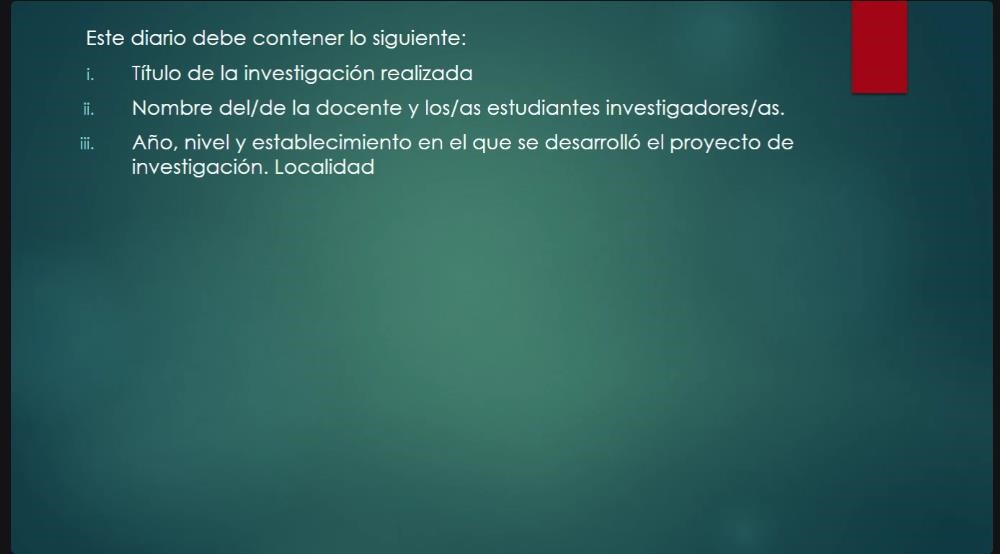 Este diario debe contener lo siguiente:
i. Título de la investigación realizada
ii. Nombre del/de la docente y los/as estudiantes investigadores/as.
iii. Año, nivel y establecimiento en el que se desarrolló el proyecto de
investigación. Localidad